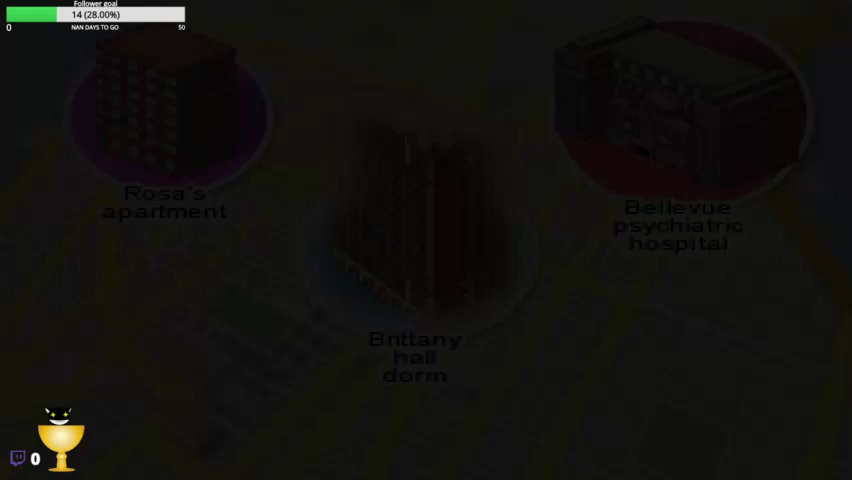 Follower goal
14 (28.00%)
0 NAN DAYS TO GO 50
Rosa's
apartment
Bellevue
psychiatric
hospital
Brittany
hall
dorm
0